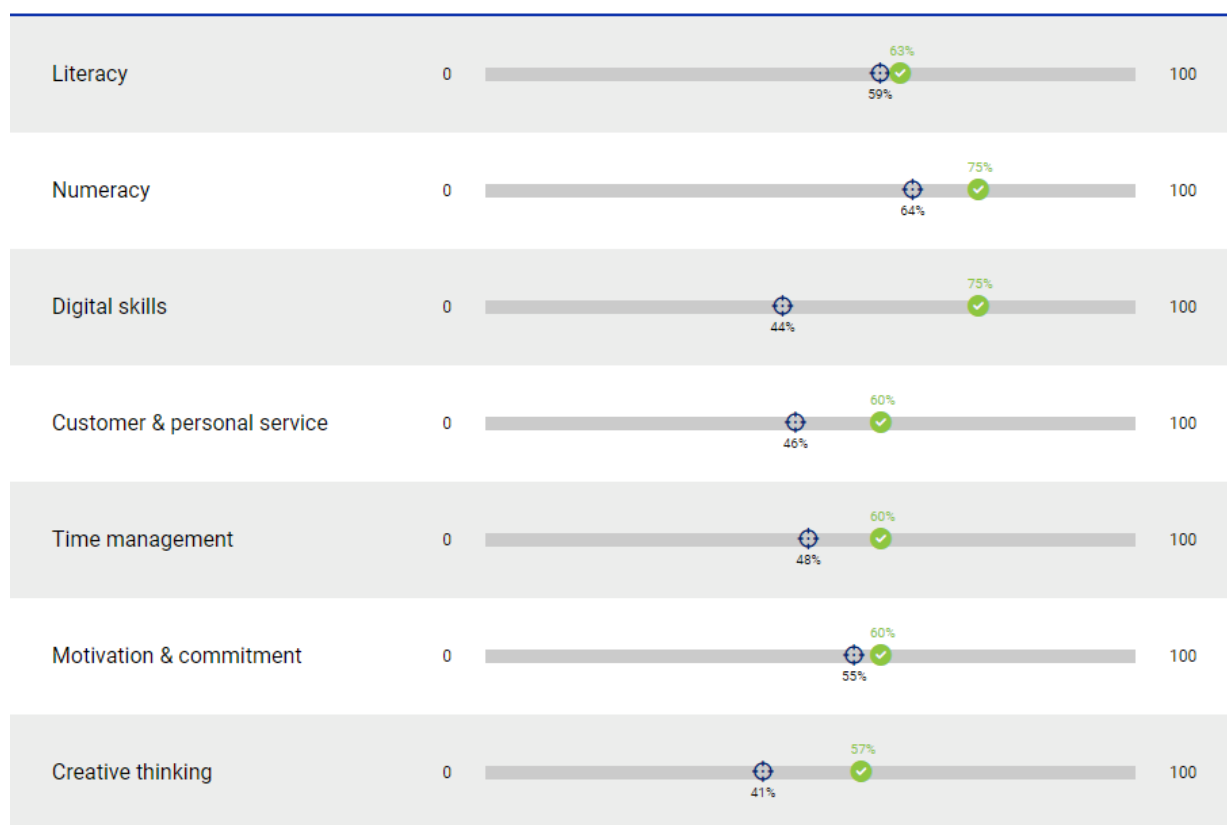 63%
Literacy 0 100
59%
75%
Numeracy 0 100
64%
75%
Digital skills 0 100
44%
60%
Customer & personal service 0 100
46%
60%
Time management 0 100
48%
60%
Motivation & commitment 0 100
55%
57%
Creative thinking 0 100
41%